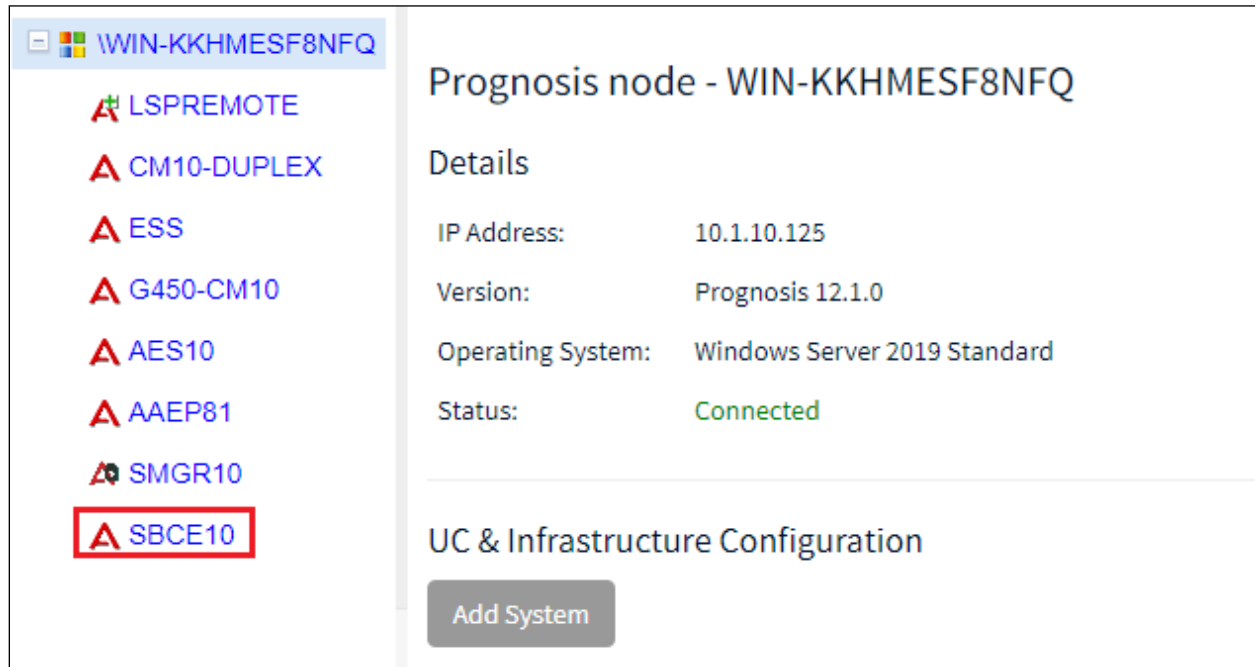 \WIN-KKHMESF8NFQ
LSPREMOTE
CM10-DUPLEX
ESS
G450-CM10
AES10
AAEP81
SMGR10
SBCE10
Prognosis node - WIN-KKHMESF8NFQ
Details
IP Address: 10.1.10.125
Version: Prognosis 12.1.0
Operating System: Windows Server 2019 Standard
Status: Connected
UC & Infrastructure Configuration
Add System